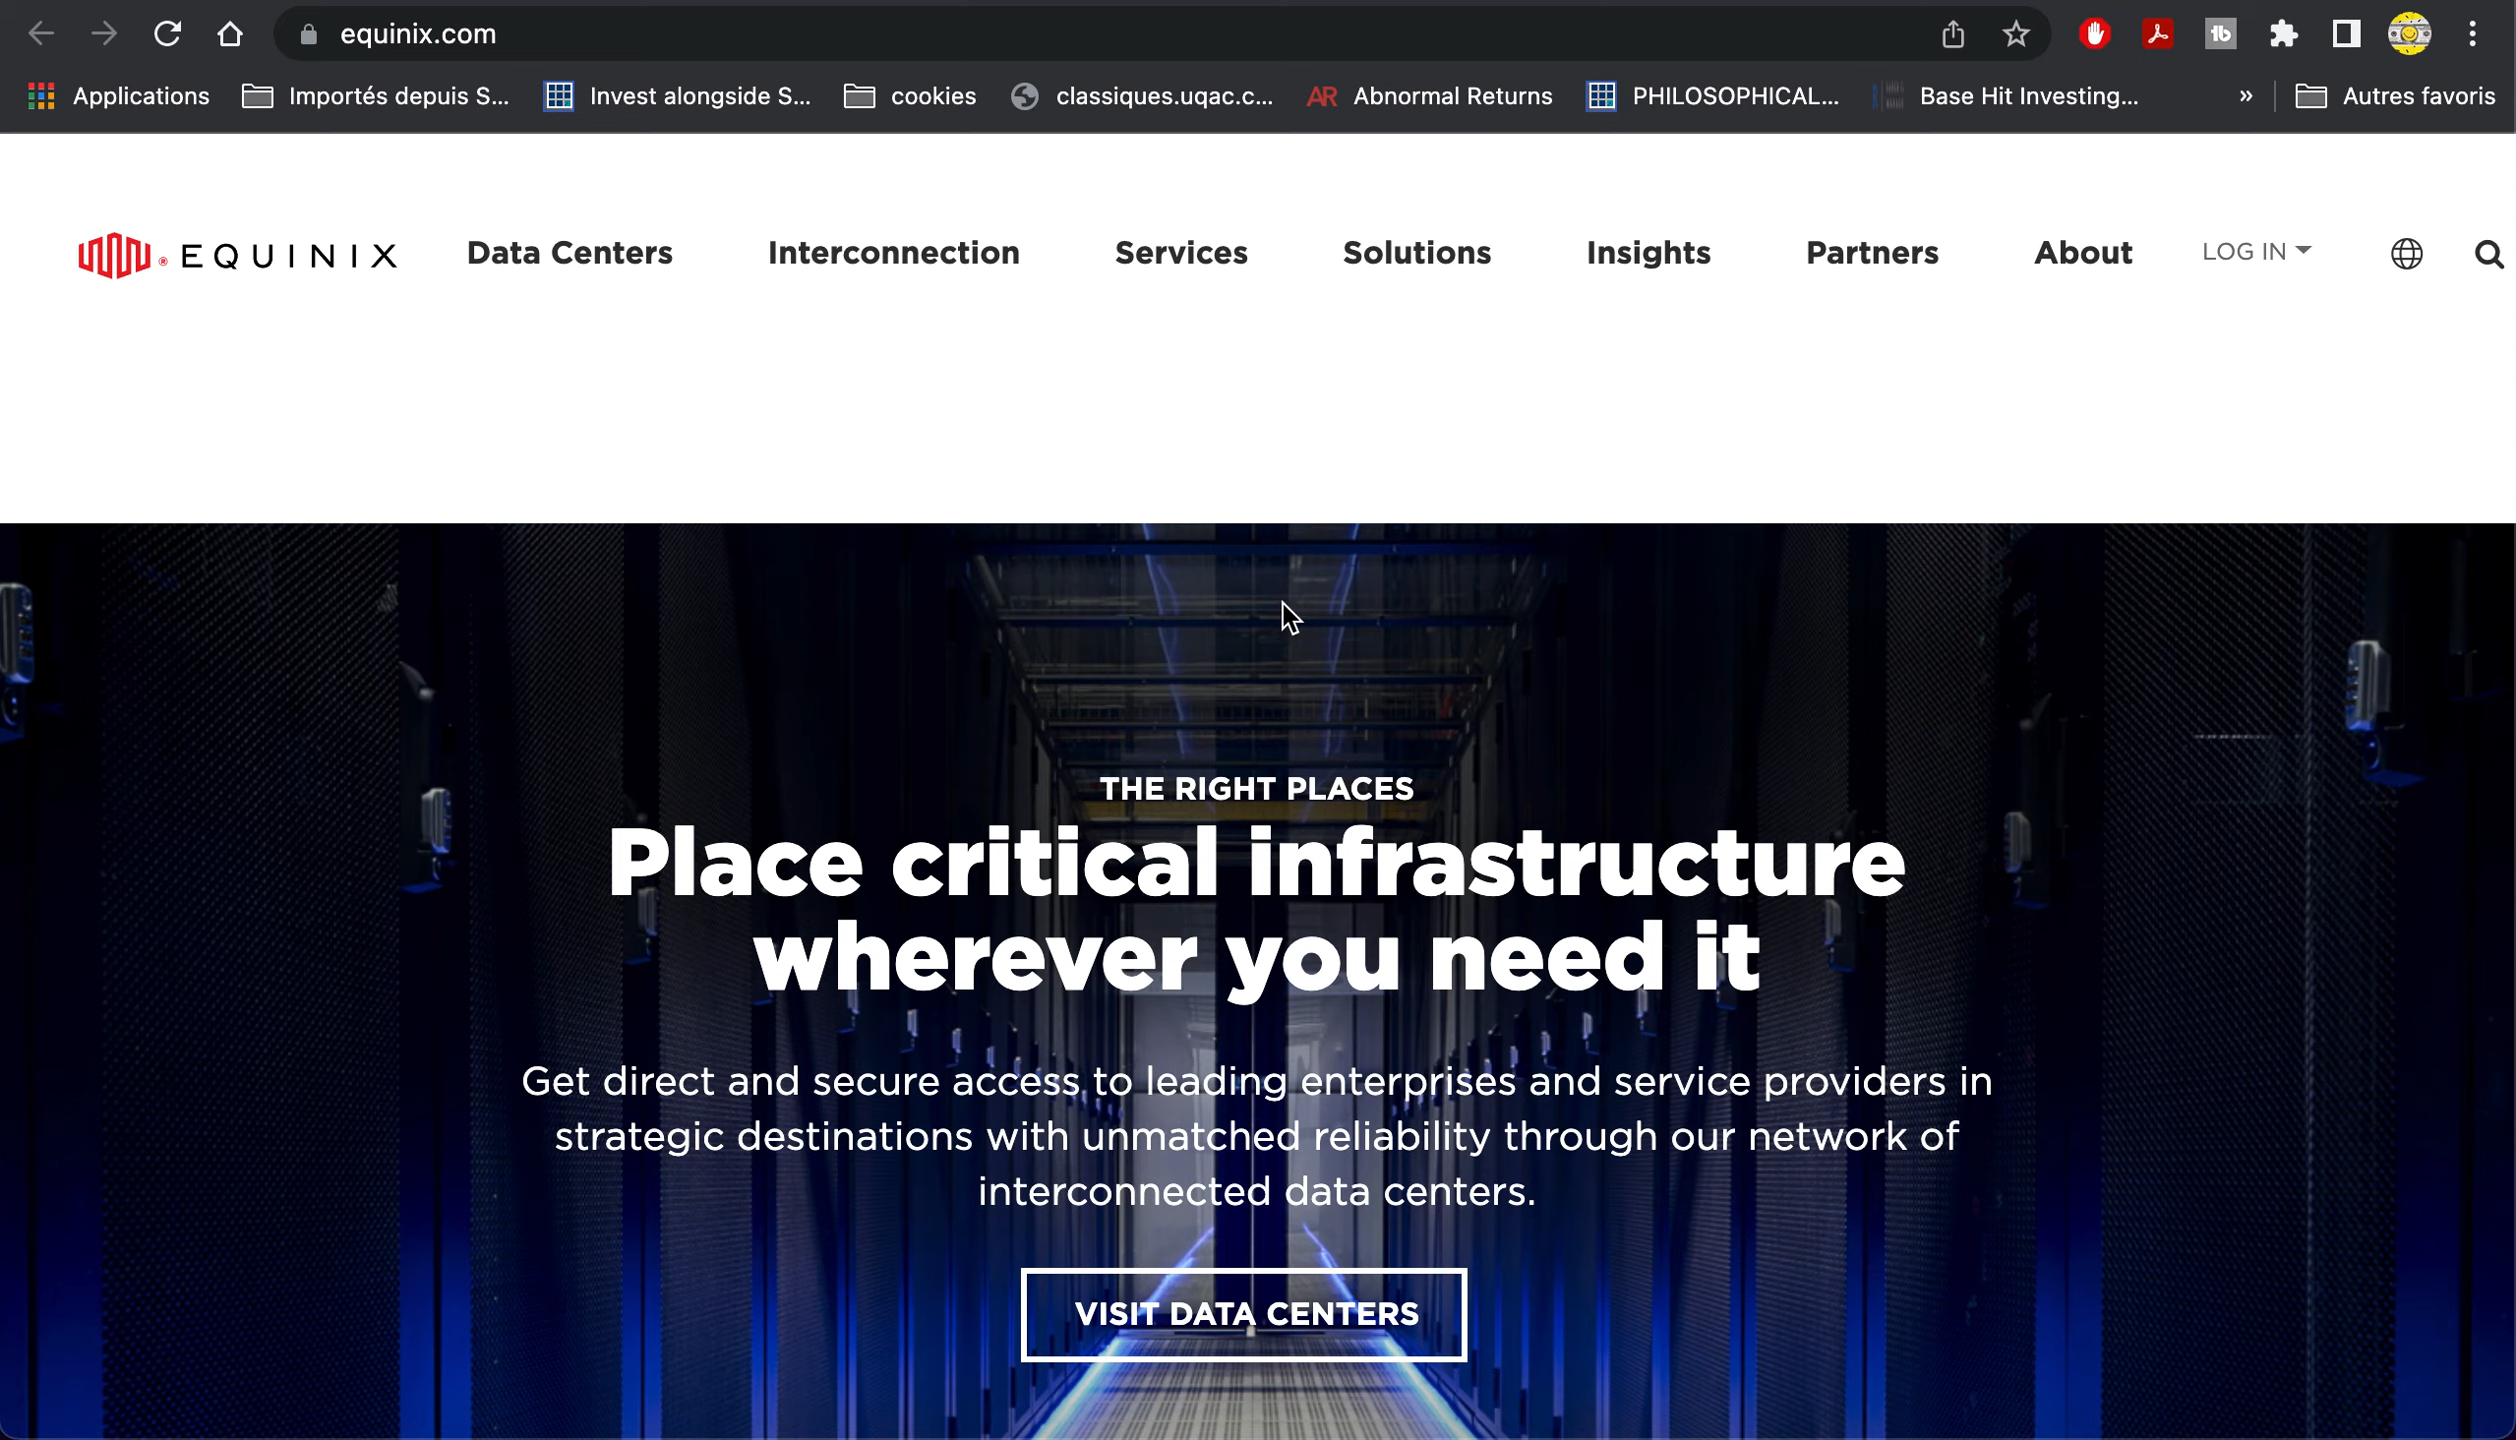 equinix.com
Applications Importés depuis S... Invest alongside S... cookies classiques.uqac.c... AR Abnormal Returns PHILOSOPHICAL... Base Hit Investing... » Autres favoris
® EQUINIX Data Centers Interconnection Services Solutions Insights Partners About LOG IN
THE RIGHT PLACES
Place critical infrastructure
wherever you need it
Get direct and secure access to leading enterprises and service providers in
strategic destinations with unmatched reliability through our network of
interconnected data centers.
VISIT DATA CENTERS